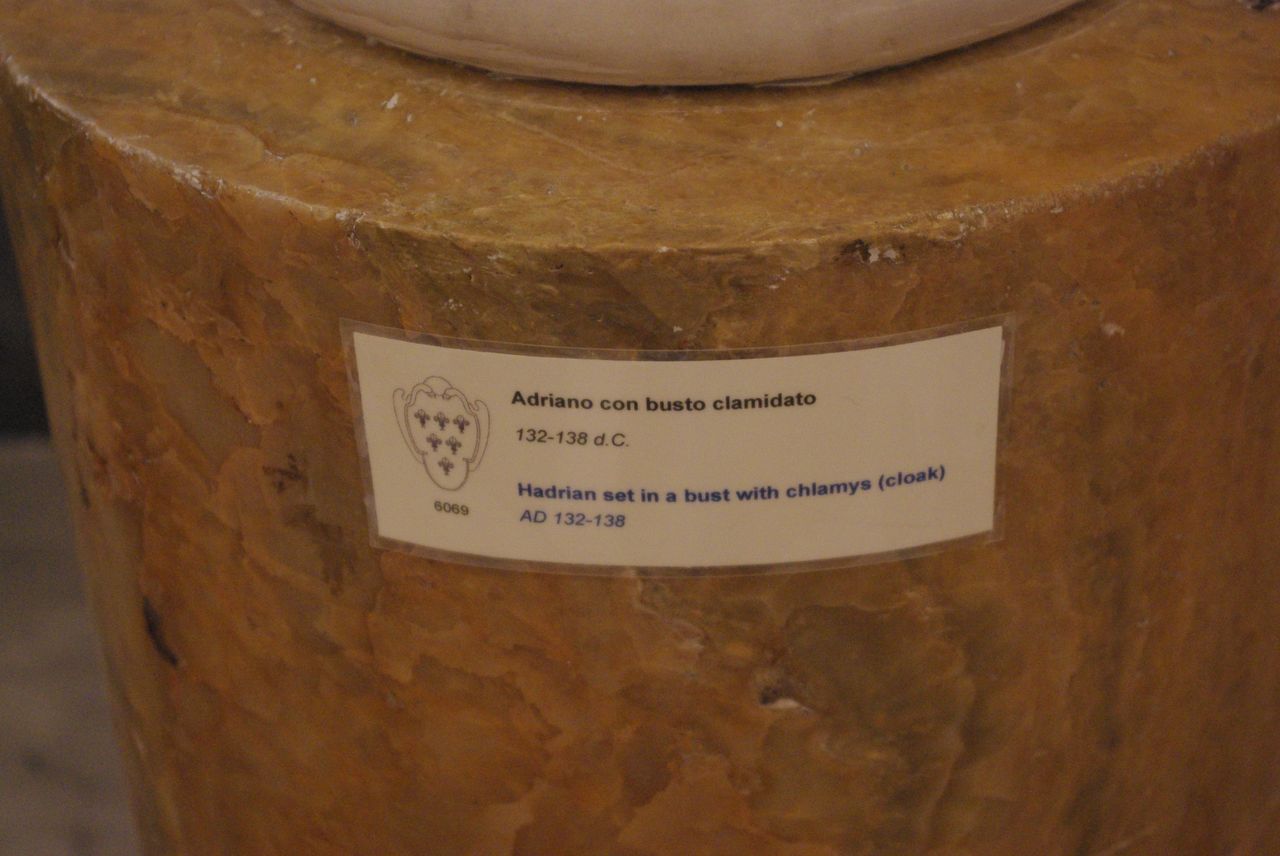 Adriano con busto clamidato
132-138 d.C.
Hadrian set in a bust with chlamys (cloak)
AD 132-138
6069